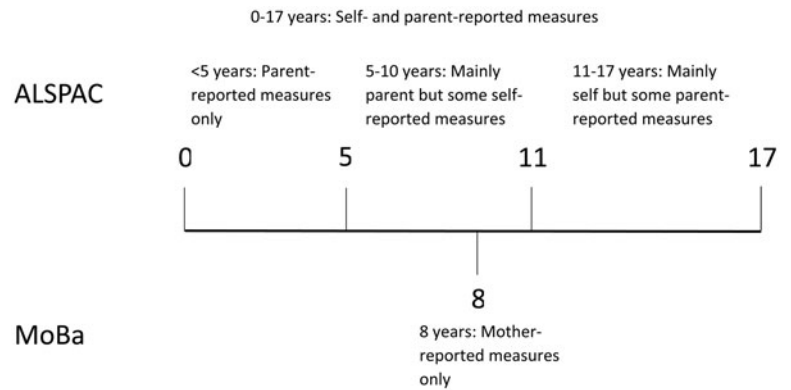 0-17 years: Self- and parent-reported measures
ALSPAC
<5 years: Parent-
reported measures
only
5-10 years: Mainly
parent but some self-
reported measures
11-17 years: Mainly
self but some parent-
reported measures
0
5
11
17
8
MoBa
8 years: Mother-
reported measures
only